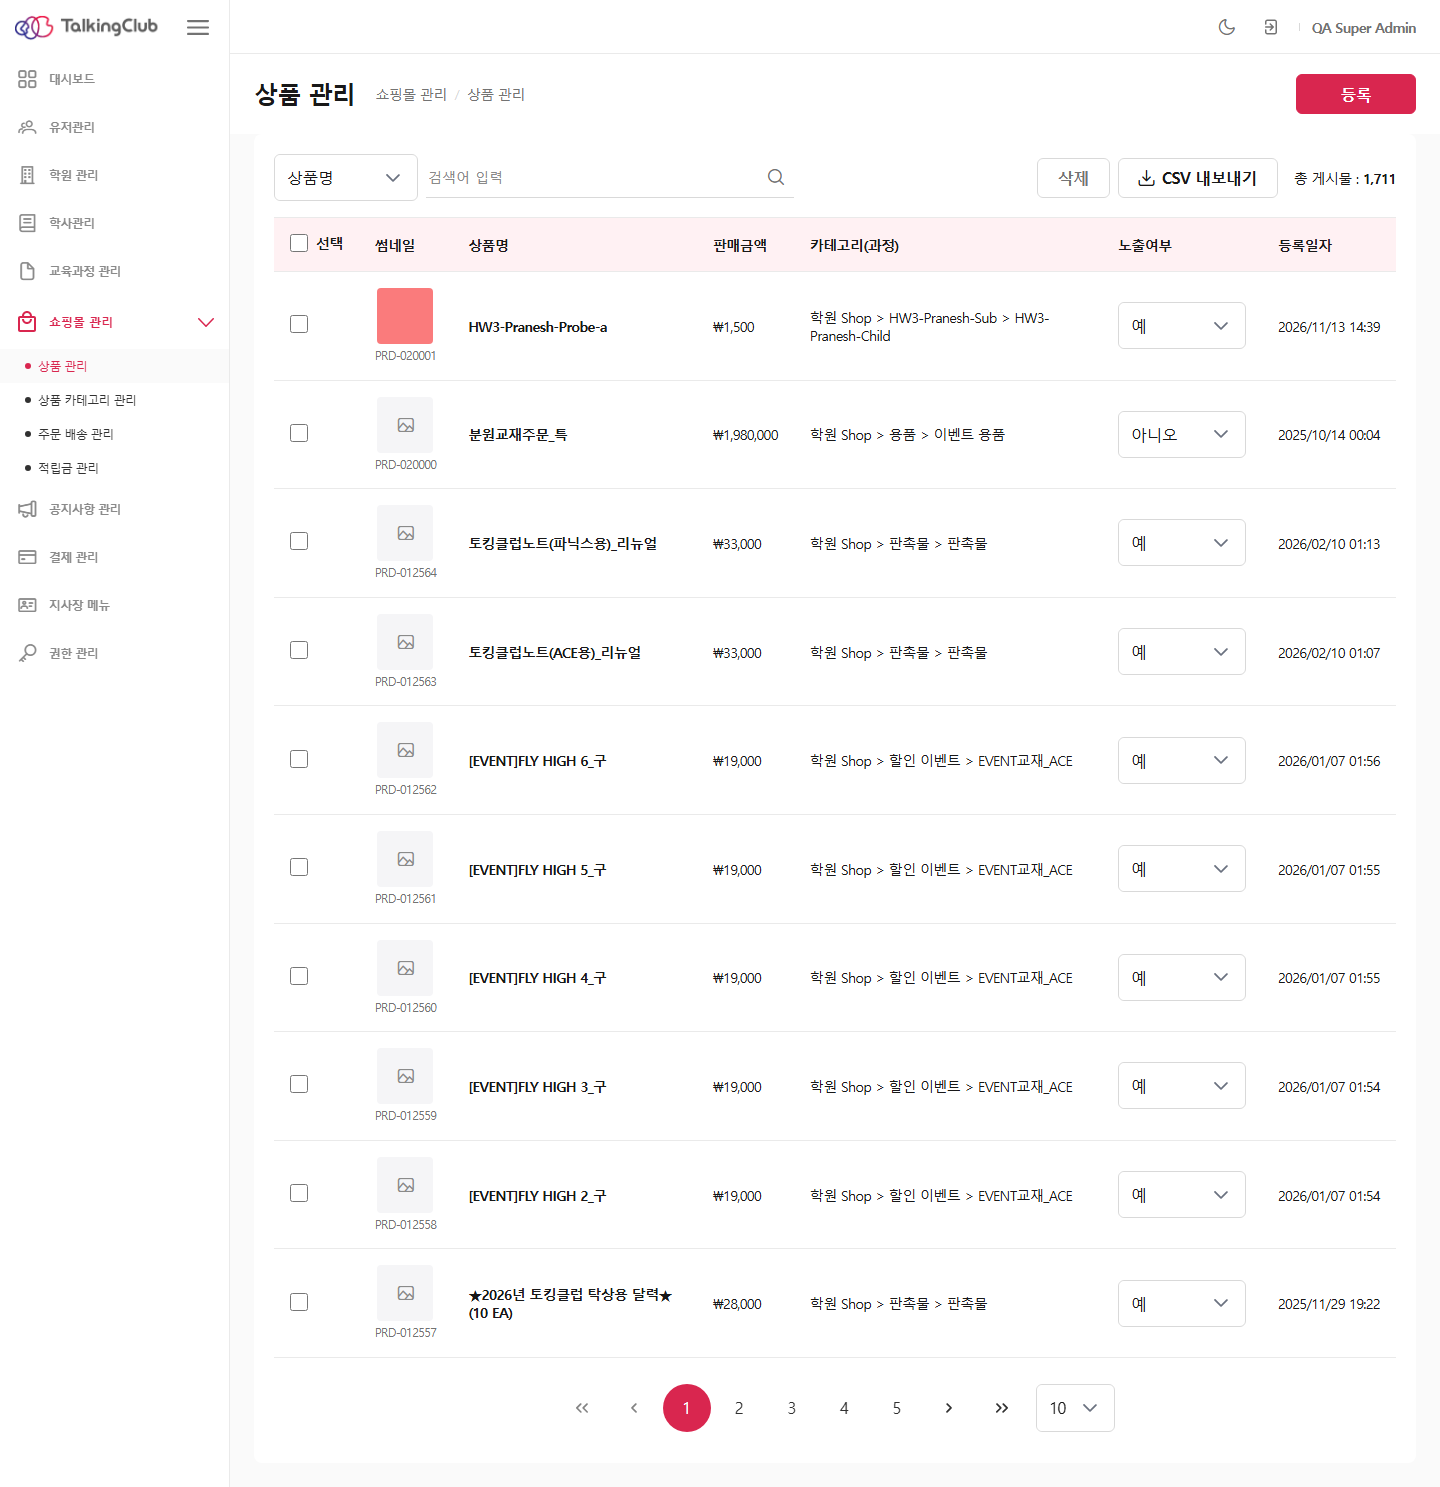 TalkingClub
QA Super Admin
대시보드
유저관리
학원 관리
학사관리
교육과정 관리
쇼핑몰 관리
상품 관리
상품 카테고리 관리
주문 배송 관리
적립금 관리
공지사항 관리
결제 관리
지사장 메뉴
권한 관리
상품 관리
쇼핑몰 관리 / 상품 관리
등록
상품명
검색어 입력
삭제
CSV 내보내기
총 게시물 : 1,711
선택 썸네일 상품명 판매금액 카테고리(과정) 노출여부 등록일자
PRD-020001
HW3-Pranesh-Probe-a
₩1,500
학원 Shop > HW3-Pranesh-Sub > HW3-
Pranesh-Child
예
2026/11/13 14:39
PRD-020000
분원교재주문_특
₩1,980,000
학원 Shop > 용품 > 이벤트 용품
아니오
2025/10/14 00:04
PRD-012564
토킹클럽노트(파닉스용)_리뉴얼
₩33,000
학원 Shop > 판촉물 > 판촉물
예
2026/02/10 01:13
PRD-012563
토킹클럽노트(ACE용)_리뉴얼
₩33,000
학원 Shop > 판촉물 > 판촉물
예
2026/02/10 01:07
PRD-012562
[EVENT]FLY HIGH 6_구
₩19,000
학원 Shop > 할인 이벤트 > EVENT교재_ACE
예
2026/01/07 01:56
PRD-012561
[EVENT]FLY HIGH 5_구
₩19,000
학원 Shop > 할인 이벤트 > EVENT교재_ACE
예
2026/01/07 01:55
PRD-012560
[EVENT]FLY HIGH 4_구
₩19,000
학원 Shop > 할인 이벤트 > EVENT교재_ACE
예
2026/01/07 01:55
PRD-012559
[EVENT]FLY HIGH 3_구
₩19,000
학원 Shop > 할인 이벤트 > EVENT교재_ACE
예
2026/01/07 01:54
PRD-012558
[EVENT]FLY HIGH 2_구
₩19,000
학원 Shop > 할인 이벤트 > EVENT교재_ACE
예
2026/01/07 01:54
PRD-012557
★2026년 토킹클럽 탁상용 달력★
(10 EA)
₩28,000
학원 Shop > 판촉물 > 판촉물
예
2025/11/29 19:22
1 2 3 4 5
10